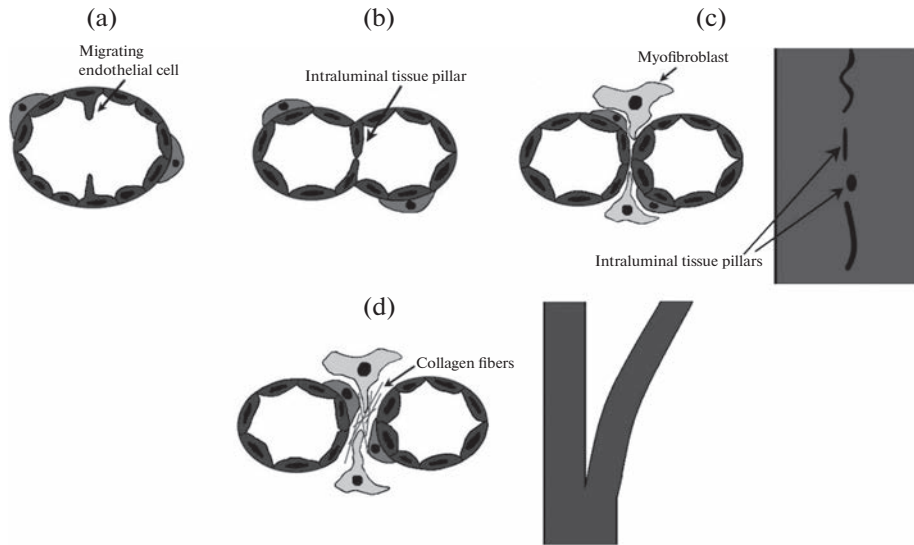 (a)
Migrating
endothelial cell
(b)
Intraluminal tissue pillar
(c)
Myofibroblast
Intraluminal tissue pillars
(d)
Collagen fibers